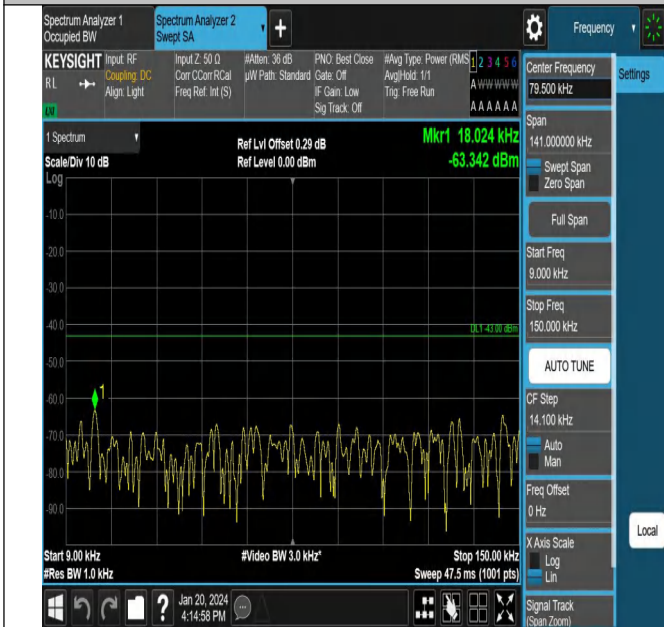 Spectrum Analyzer 1
Occupied BW
Spectrum Analyzer 2
Swept SA
Frequency
KEYSIGHT
RL
LXI
Input: RF
Coupling: DC
Align: Light
Input Z: 50 Ω
Corr CCorr RCal
Freq Ref: Int (S)
#Atten: 36 dB
µW Path: Standard
PNO: Best Close
Gate: Off
IF Gain: Low
Sig Track: Off
#Avg Type: Power (RMS
Avg|Hold: 1/1
Trig: Free Run
1 2 3 4 5 6
A W W W W W
A A A A A A
1 Spectrum
Scale/Div 10 dB
Ref Lvl Offset 0.29 dB
Ref Level 0.00 dBm
Mkr1 18.024 kHz
-63.342 dBm
Log
-10.0
-20.0
-30.0
-40.0
DL1 -43.00 dBm
-50.0
-60.0
1
-70.0
-80.0
-90.0
Start 9.00 kHz
#Video BW 3.0 kHz*
Stop 150.00 kHz
#Res BW 1.0 kHz
Sweep 47.5 ms (1001 pts)
Center Frequency
79.500 kHz
Settings
Span
141.000000 kHz
Swept Span
Zero Span
Full Span
Start Freq
9.000 kHz
Stop Freq
150.000 kHz
AUTO TUNE
CF Step
14.100 kHz
Auto
Man
Freq Offset
0 Hz
X Axis Scale
Log
Lin
Local
Signal Track
(Span Zoom)
?
Jan 20, 2024
4:14:58 PM